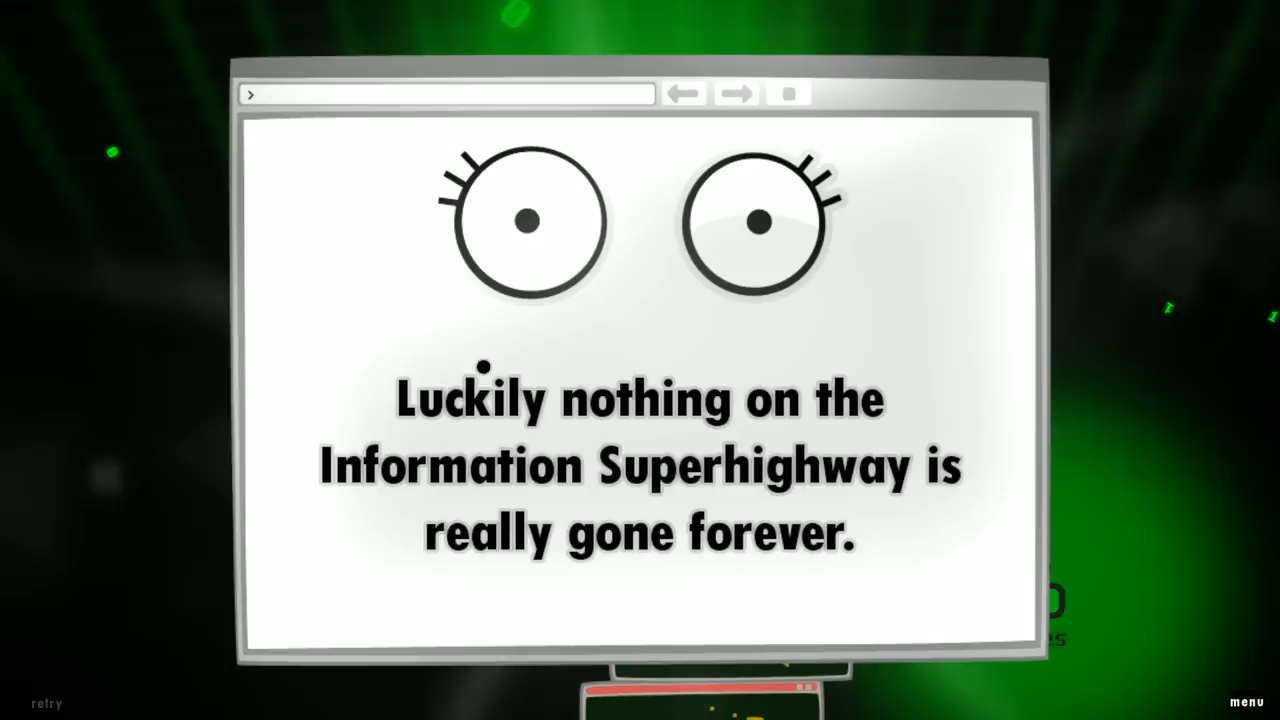 >
Luckily nothing on the
Information Superhighway is
really gone forever.
retry
menu